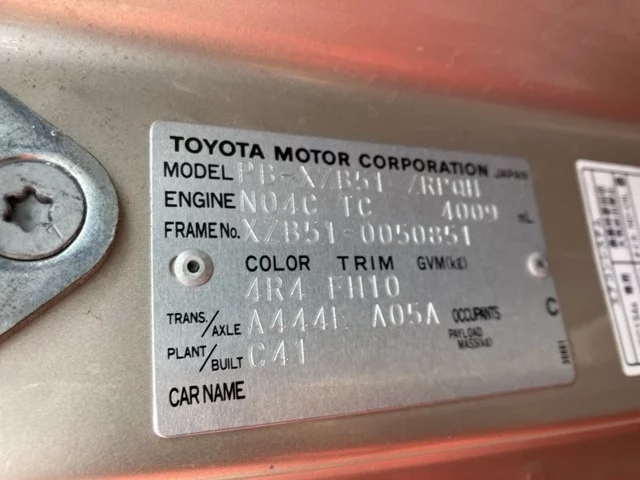 TOYOTA MOTOR CORPORATION JAPAN
MODEL PB-XZB51-ZRPQH
ENGINE N04C TC 4009 mL
FRAME No. XZB51-0050851
COLOR TRIM GVM(kg)
4R4 FH10
TRANS./AXLE A444E A05A OCCUPANTS C
PAYLOAD MASS(kg)
PLANT/BUILT C41
CAR NAME